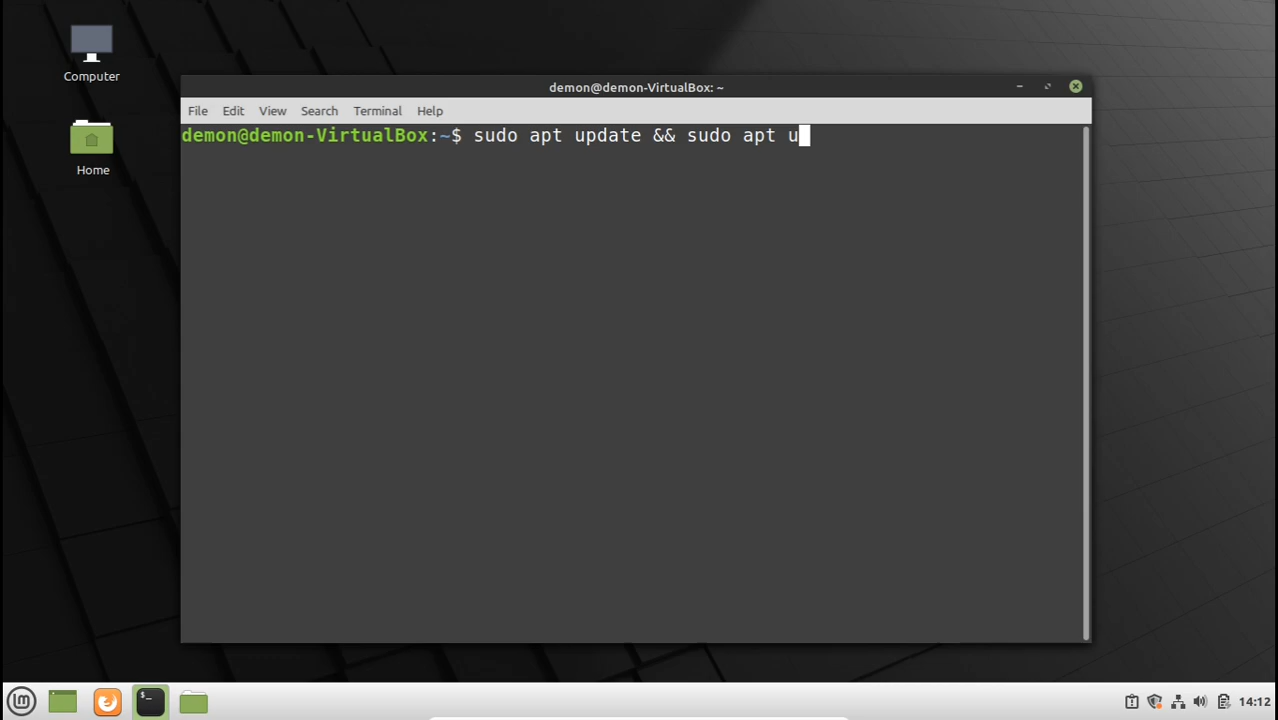 Computer
Home
demon@demon-VirtualBox: ~
File Edit View Search Terminal Help
demon@demon-VirtualBox:~$ sudo apt update && sudo apt u
$_
lm
14:12